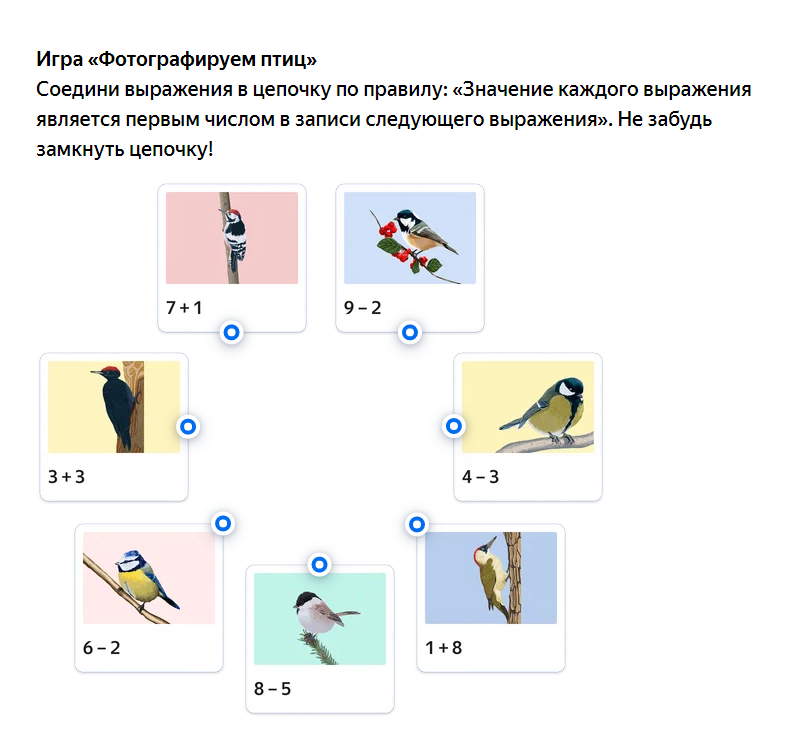 Игра «Фотографируем птиц»
Соедини выражения в цепочку по правилу: «Значение каждого выражения
является первым числом в записи следующего выражения». Не забудь
замкнуть цепочку!
7 + 1
9 – 2
3 + 3
4 – 3
6 – 2
1 + 8
8 – 5